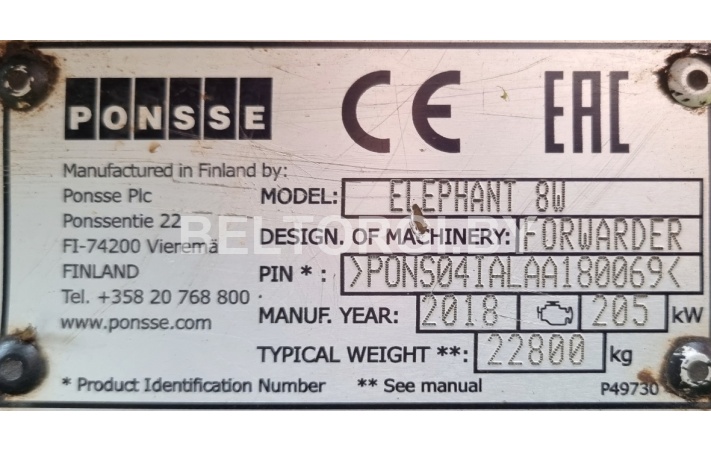 PONSSE CE EAC
Manufactured in Finland by:
Ponsse Plc
Ponssentie 22
FI-74200 Vieremä
FINLAND
Tel. +358 20 768 800
www.ponsse.com
MODEL: ELEPHANT 8W
DESIGN. OF MACHINERY: FORWARDER
PIN * : >PONS04IALAA180069<
MANUF. YEAR: 2018 205 kW
TYPICAL WEIGHT **: 22800 kg
* Product Identification Number ** See manual P49730